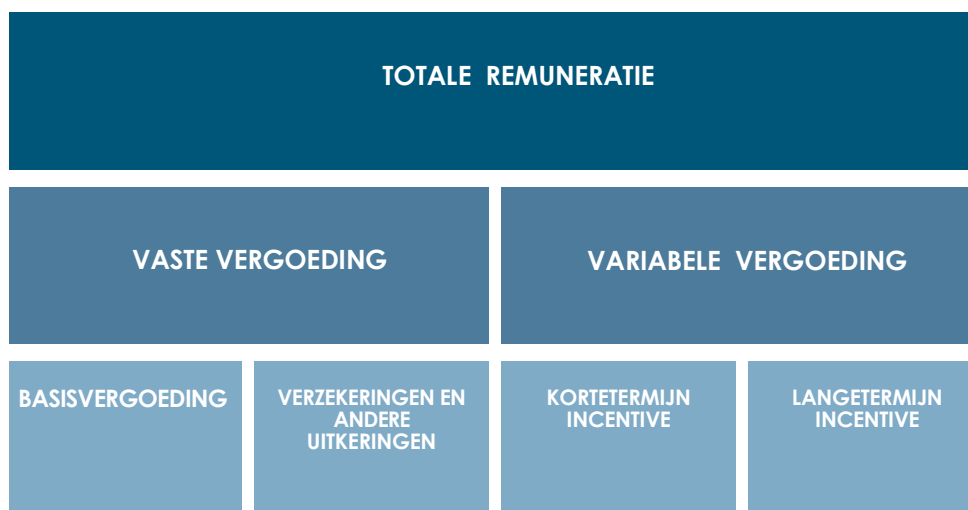 TOTALE REMUNERATIE
VASTE VERGOEDING
VARIABELE VERGOEDING
BASISVERGOEDING
VERZEKERINGEN EN
ANDERE
UITKERINGEN
KORTETERMIJN
INCENTIVE
LANGETERMIJN
INCENTIVE